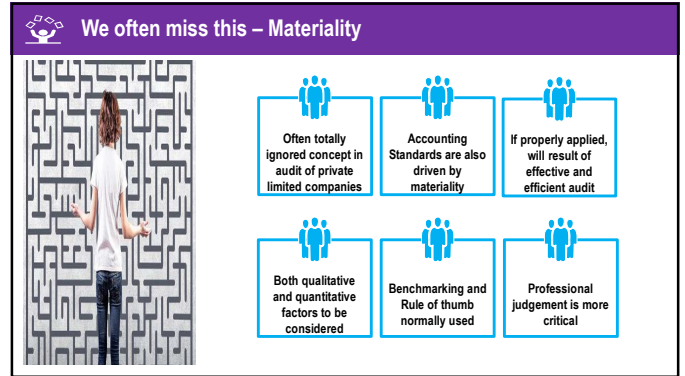 We often miss this – Materiality
Often totally
ignored concept in
audit of private
limited companies
Accounting
Standards are also
driven by
materiality
If properly applied,
will result of
effective and
efficient audit
Both qualitative
and quantitative
factors to be
considered
Benchmarking and
Rule of thumb
normally used
Professional
judgement is more
critical